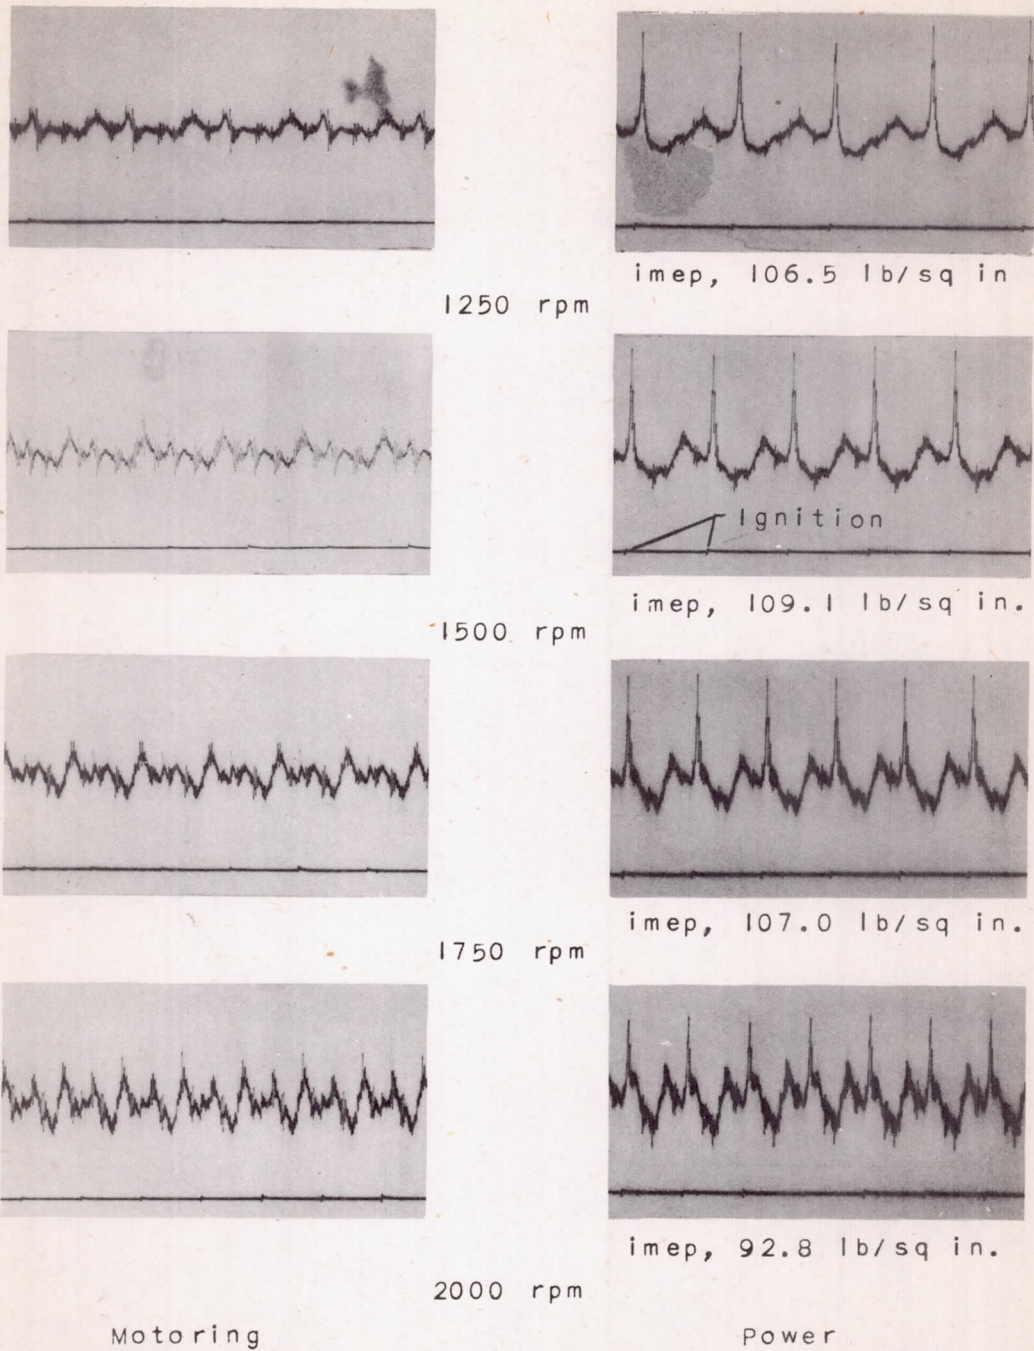 imep, 106.5 lb/sq in
1250 rpm
Ignition
imep, 109.1 lb/sq in.
1500 rpm
imep, 107.0 lb/sq in.
1750 rpm
imep, 92.8 lb/sq in.
2000 rpm
Motoring
Power